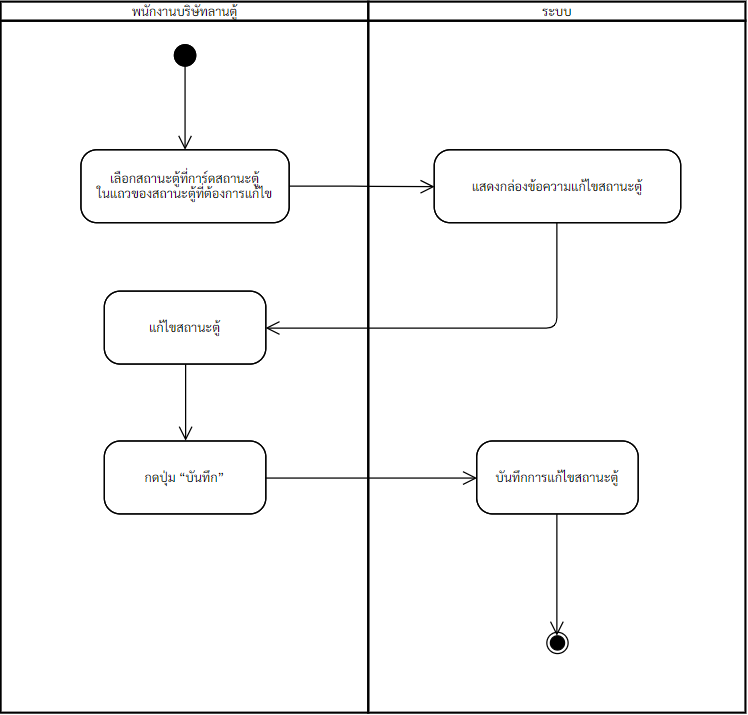 พนักงานบริษัทลานตู้
ระบบ
เลือกสถานะตู้ที่การ์ดสถานะตู้
ในแถวของสถานะตู้ที่ต้องการแก้ไข
แสดงกล่องข้อความแก้ไขสถานะตู้
แก้ไขสถานะตู้
กดปุ่ม “บันทึก”
บันทึกการแก้ไขสถานะตู้